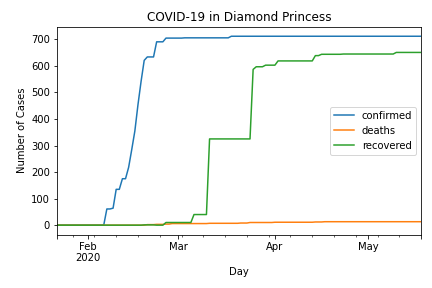 COVID-19 in Diamond Princess
Number of Cases
700
600
500
400
300
200
100
0
confirmed
deaths
recovered
Feb
2020
Mar
Apr
May
Day